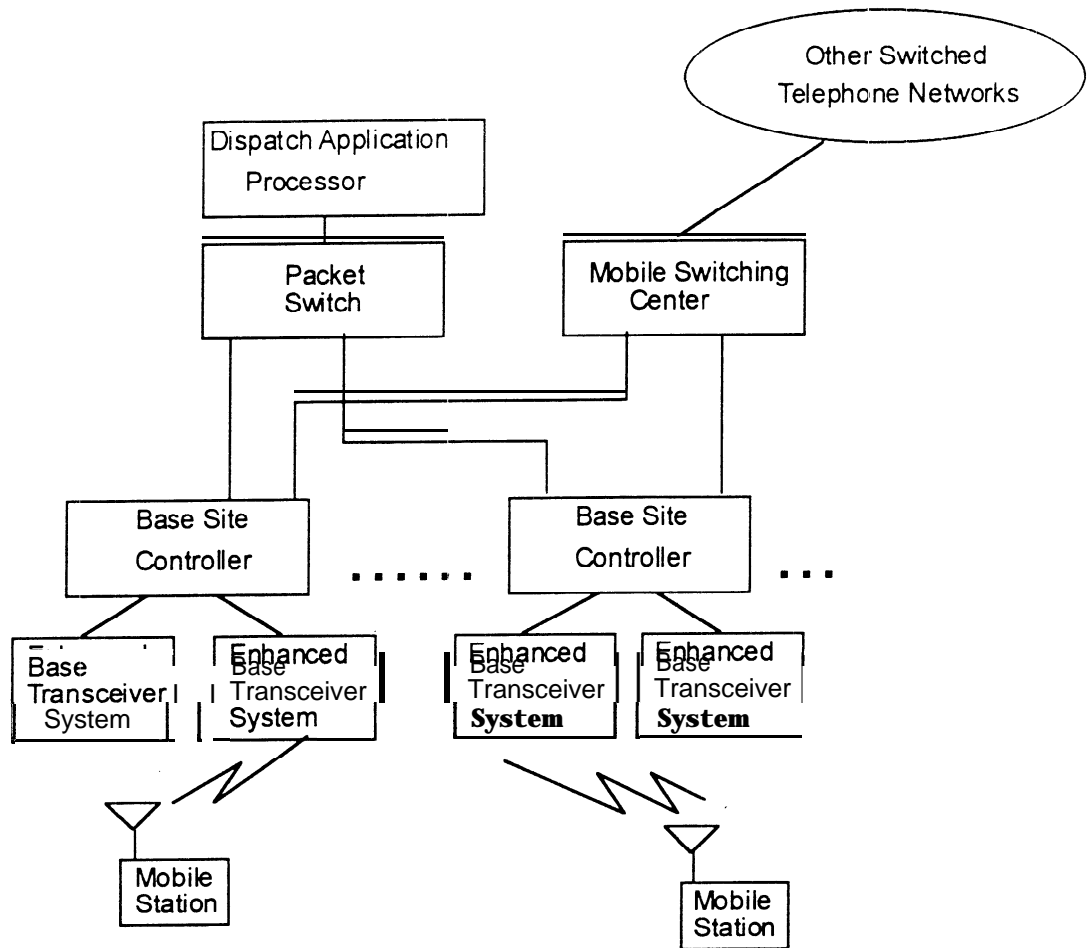 Other Switched
Telephone Networks
Dispatch Application
Processor
Packet
Switch
Mobile Switching
Center
Base Site
Controller
Base Site
Controller
Base
Transceiver
System
Enhanced
Base
Transceiver
System
Enhanced
Base
Transceiver
System
Enhanced
Base
Transceiver
System
Mobile
Station
Mobile
Station